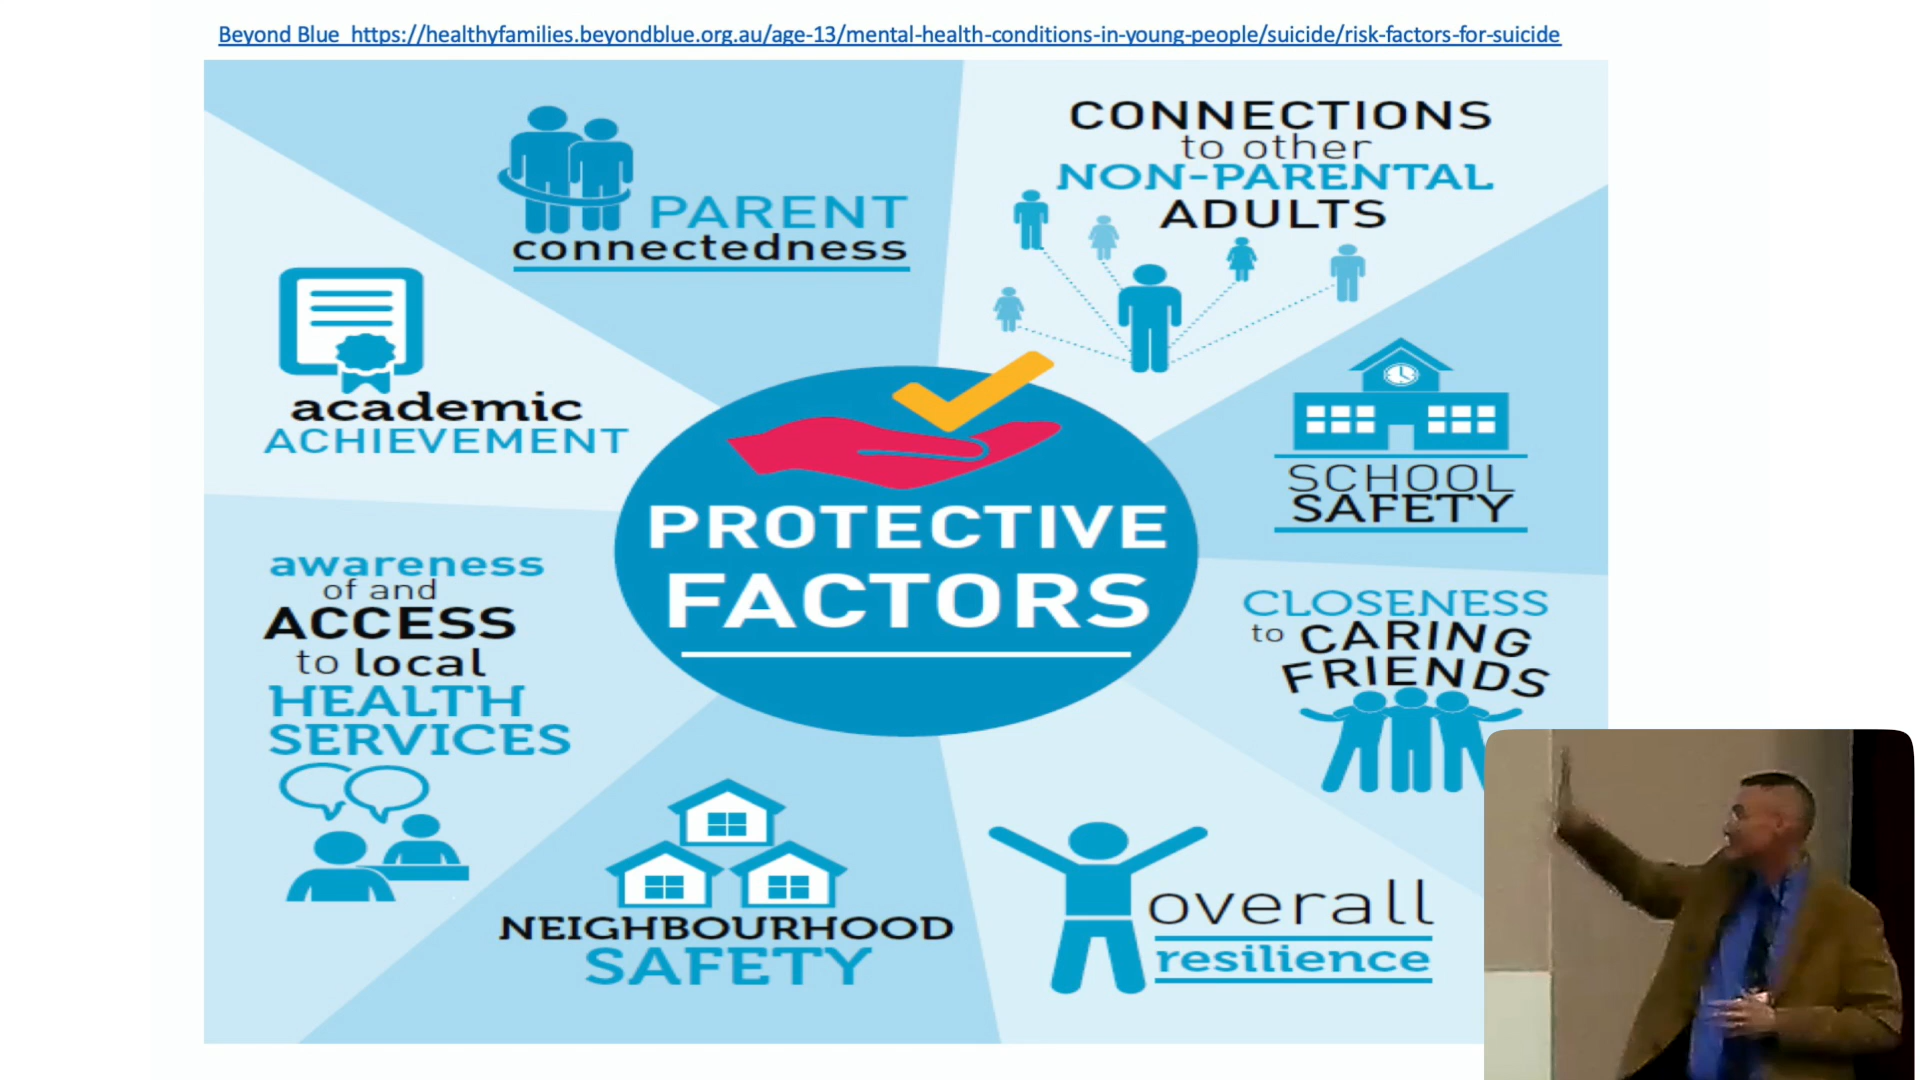 Beyond Blue https://healthyfamilies.beyondblue.org.au/age-13/mental-health-conditions-in-young-people/suicide/risk-factors-for-suicide
PARENT
connectedness
CONNECTIONS
to other
NON-PARENTAL
ADULTS
academic
ACHIEVEMENT
SCHOOL
SAFETY
PROTECTIVE
FACTORS
awareness
of and
ACCESS
to local
HEALTH
SERVICES
CLOSENESS
to CARING
FRIENDS
NEIGHBOURHOOD
SAFETY
overall
resilience